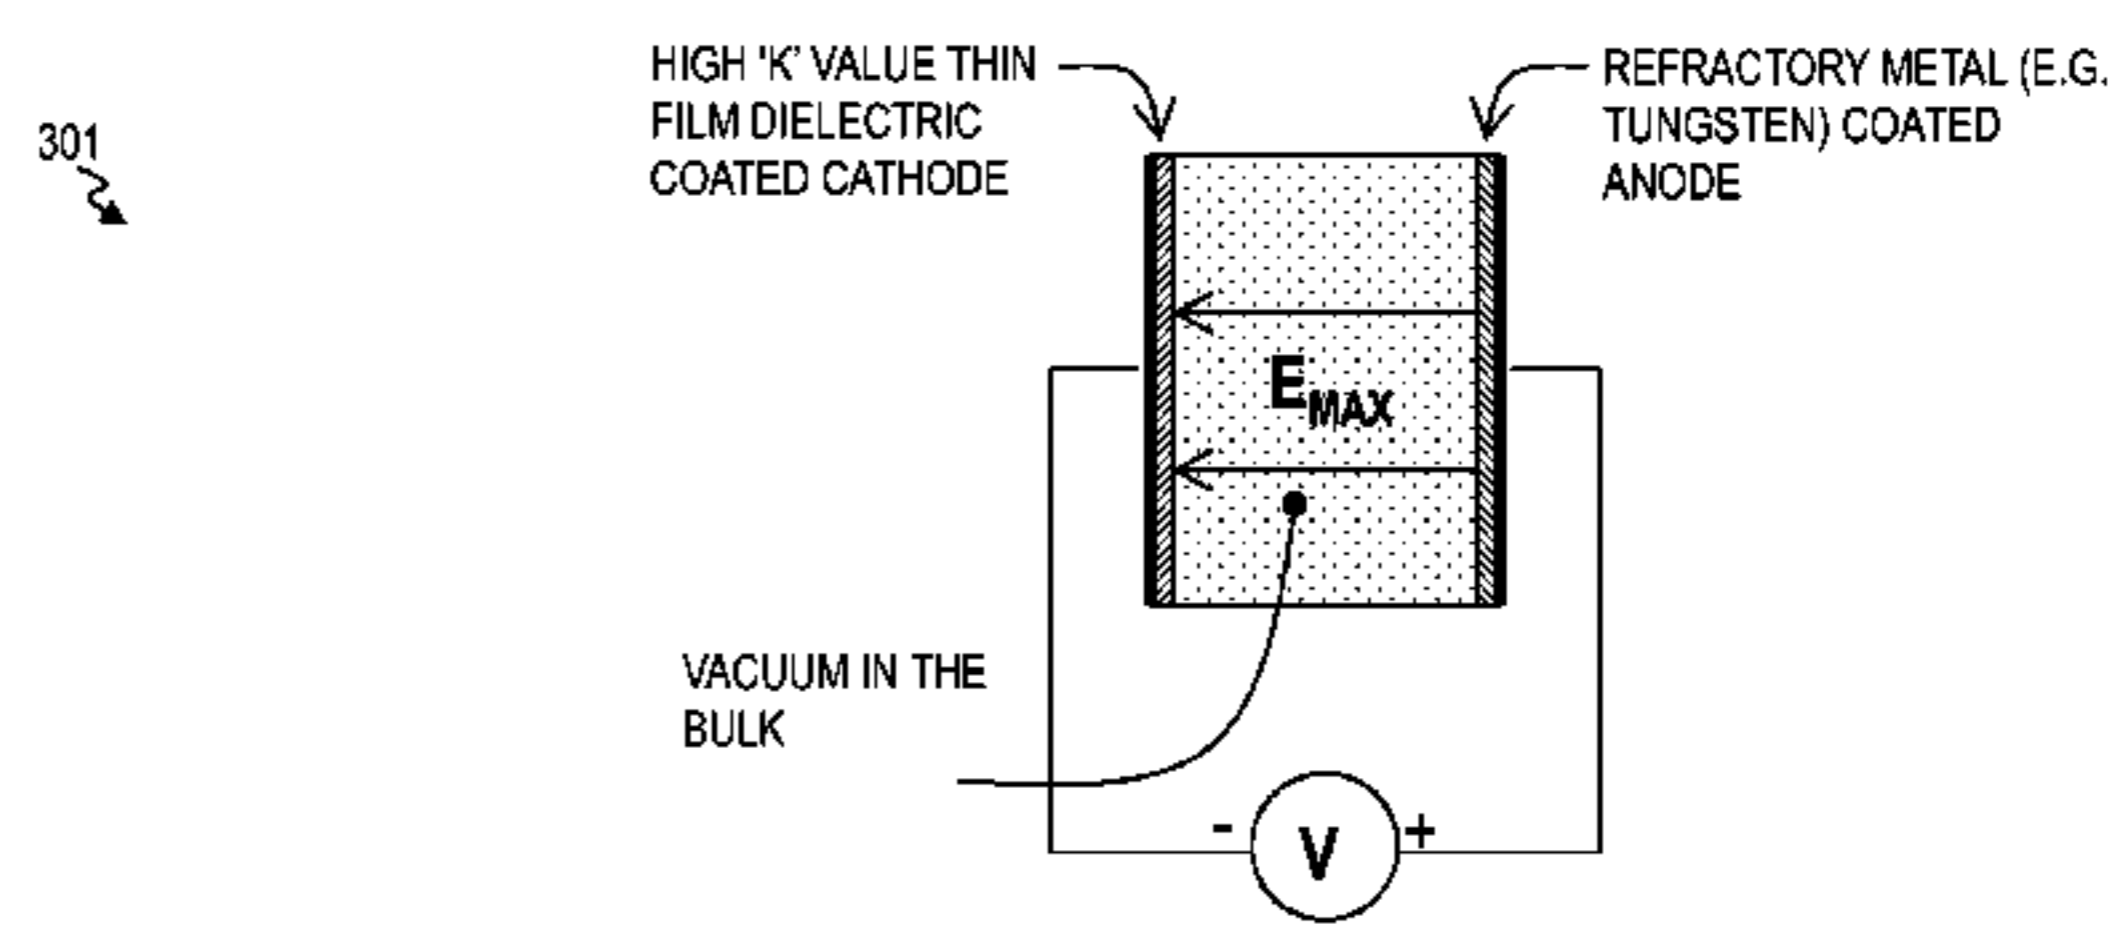 301
HIGH 'K' VALUE THIN
FILM DIELECTRIC
COATED CATHODE
REFRACTORY METAL (E.G.
TUNGSTEN) COATED
ANODE
EMAX
VACUUM IN THE
BULK
- V +